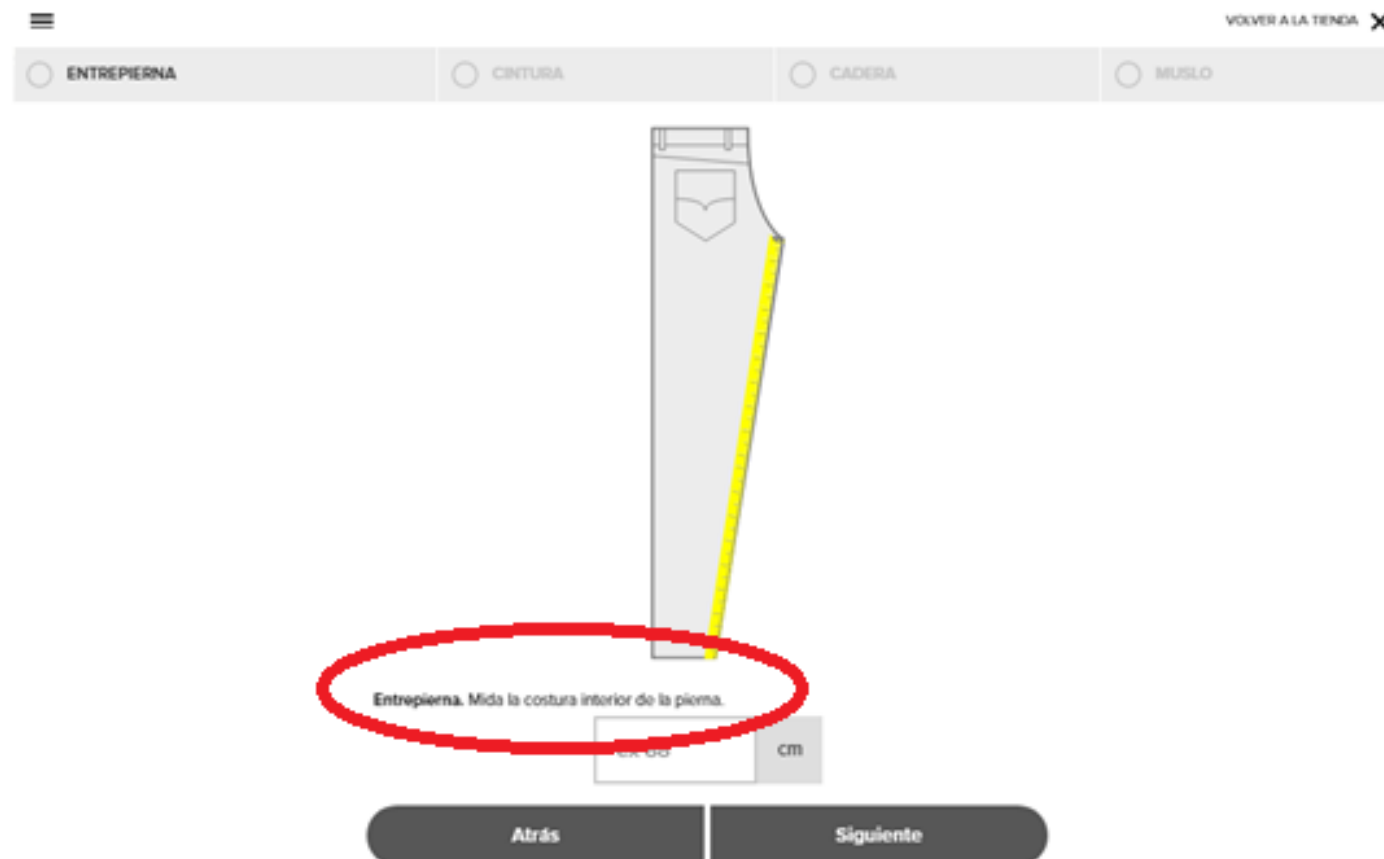 VOLVER A LA TIENDA X
ENTREPIERNA CINTURA CADERA MUSLO
Entrepierna. Mida la costura interior de la pierna.
cm
Atrás Siguiente